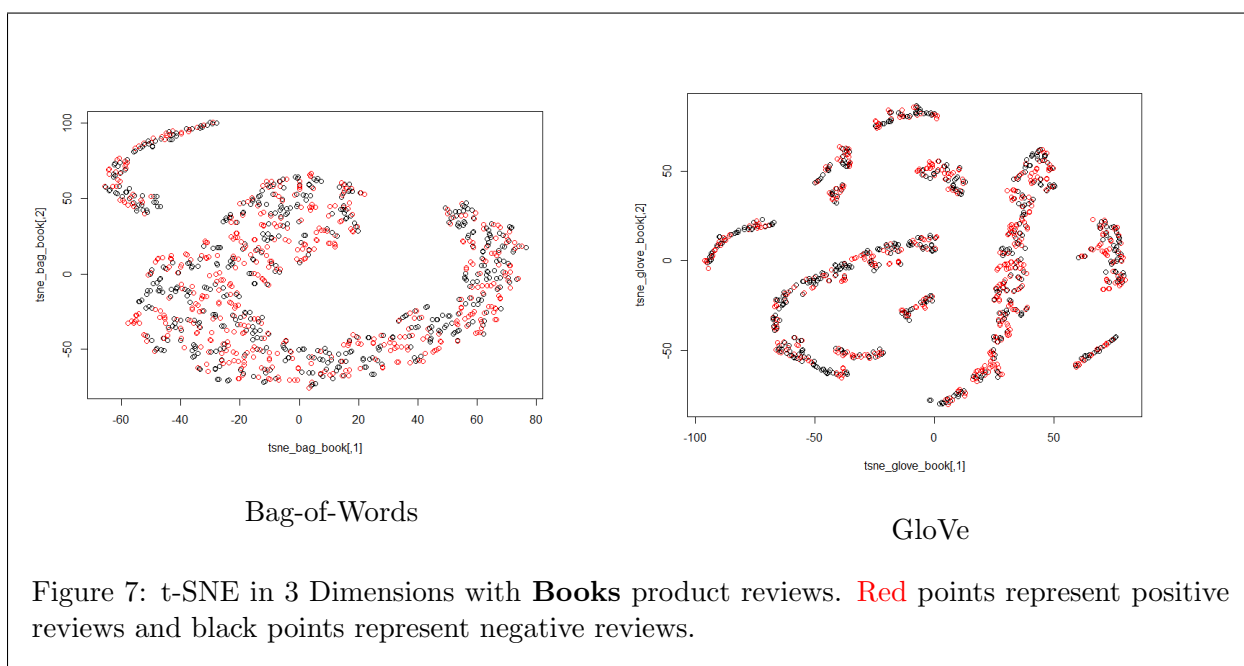 100
50
0
-50
tsne_bag_book[,2]
-60 -40 -20 0 20 40 60 80
tsne_bag_book[,1]
Bag-of-Words
50
0
-50
tsne_glove_book[,2]
-100 -50 0 50
tsne_glove_book[,1]
GloVe
Figure 7: t-SNE in 3 Dimensions with Books product reviews. Red points represent positive
reviews and black points represent negative reviews.